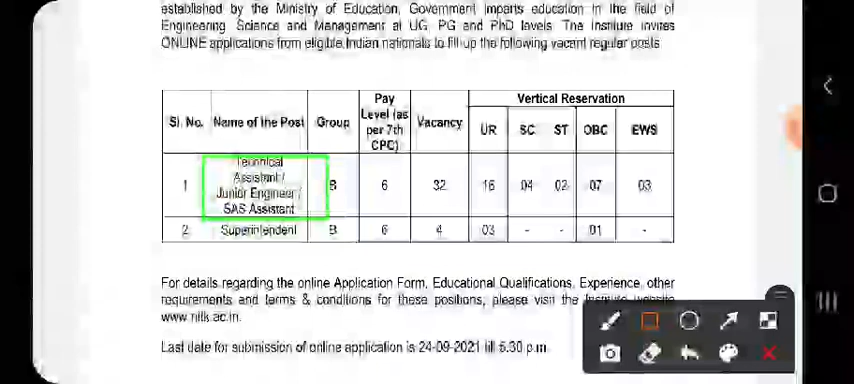 established by the Ministry of Education, Government imparts education in the field of
Engineering Science and Management at UG, PG and PhD levels. The Institute invites
ONLINE applications from eligible Indian nationals to fill up the following vacant regular posts
Sl. No. Name of the Post Group Pay Level (as per 7th CPC) Vacancy Vertical Reservation
UR SC ST OBC EWS
1 Technical Assistant / Junior Engineer / SAS Assistant B 6 32 16 04 02 07 03
2 Superintendent B 6 4 03 - - 01 -
For details regarding the online Application Form, Educational Qualifications, Experience, other
requirements and terms & conditions for these positions, please visit the Institute website
www.nitk.ac.in.
Last date for submission of online application is 24-09-2021 till 5.30 p.m